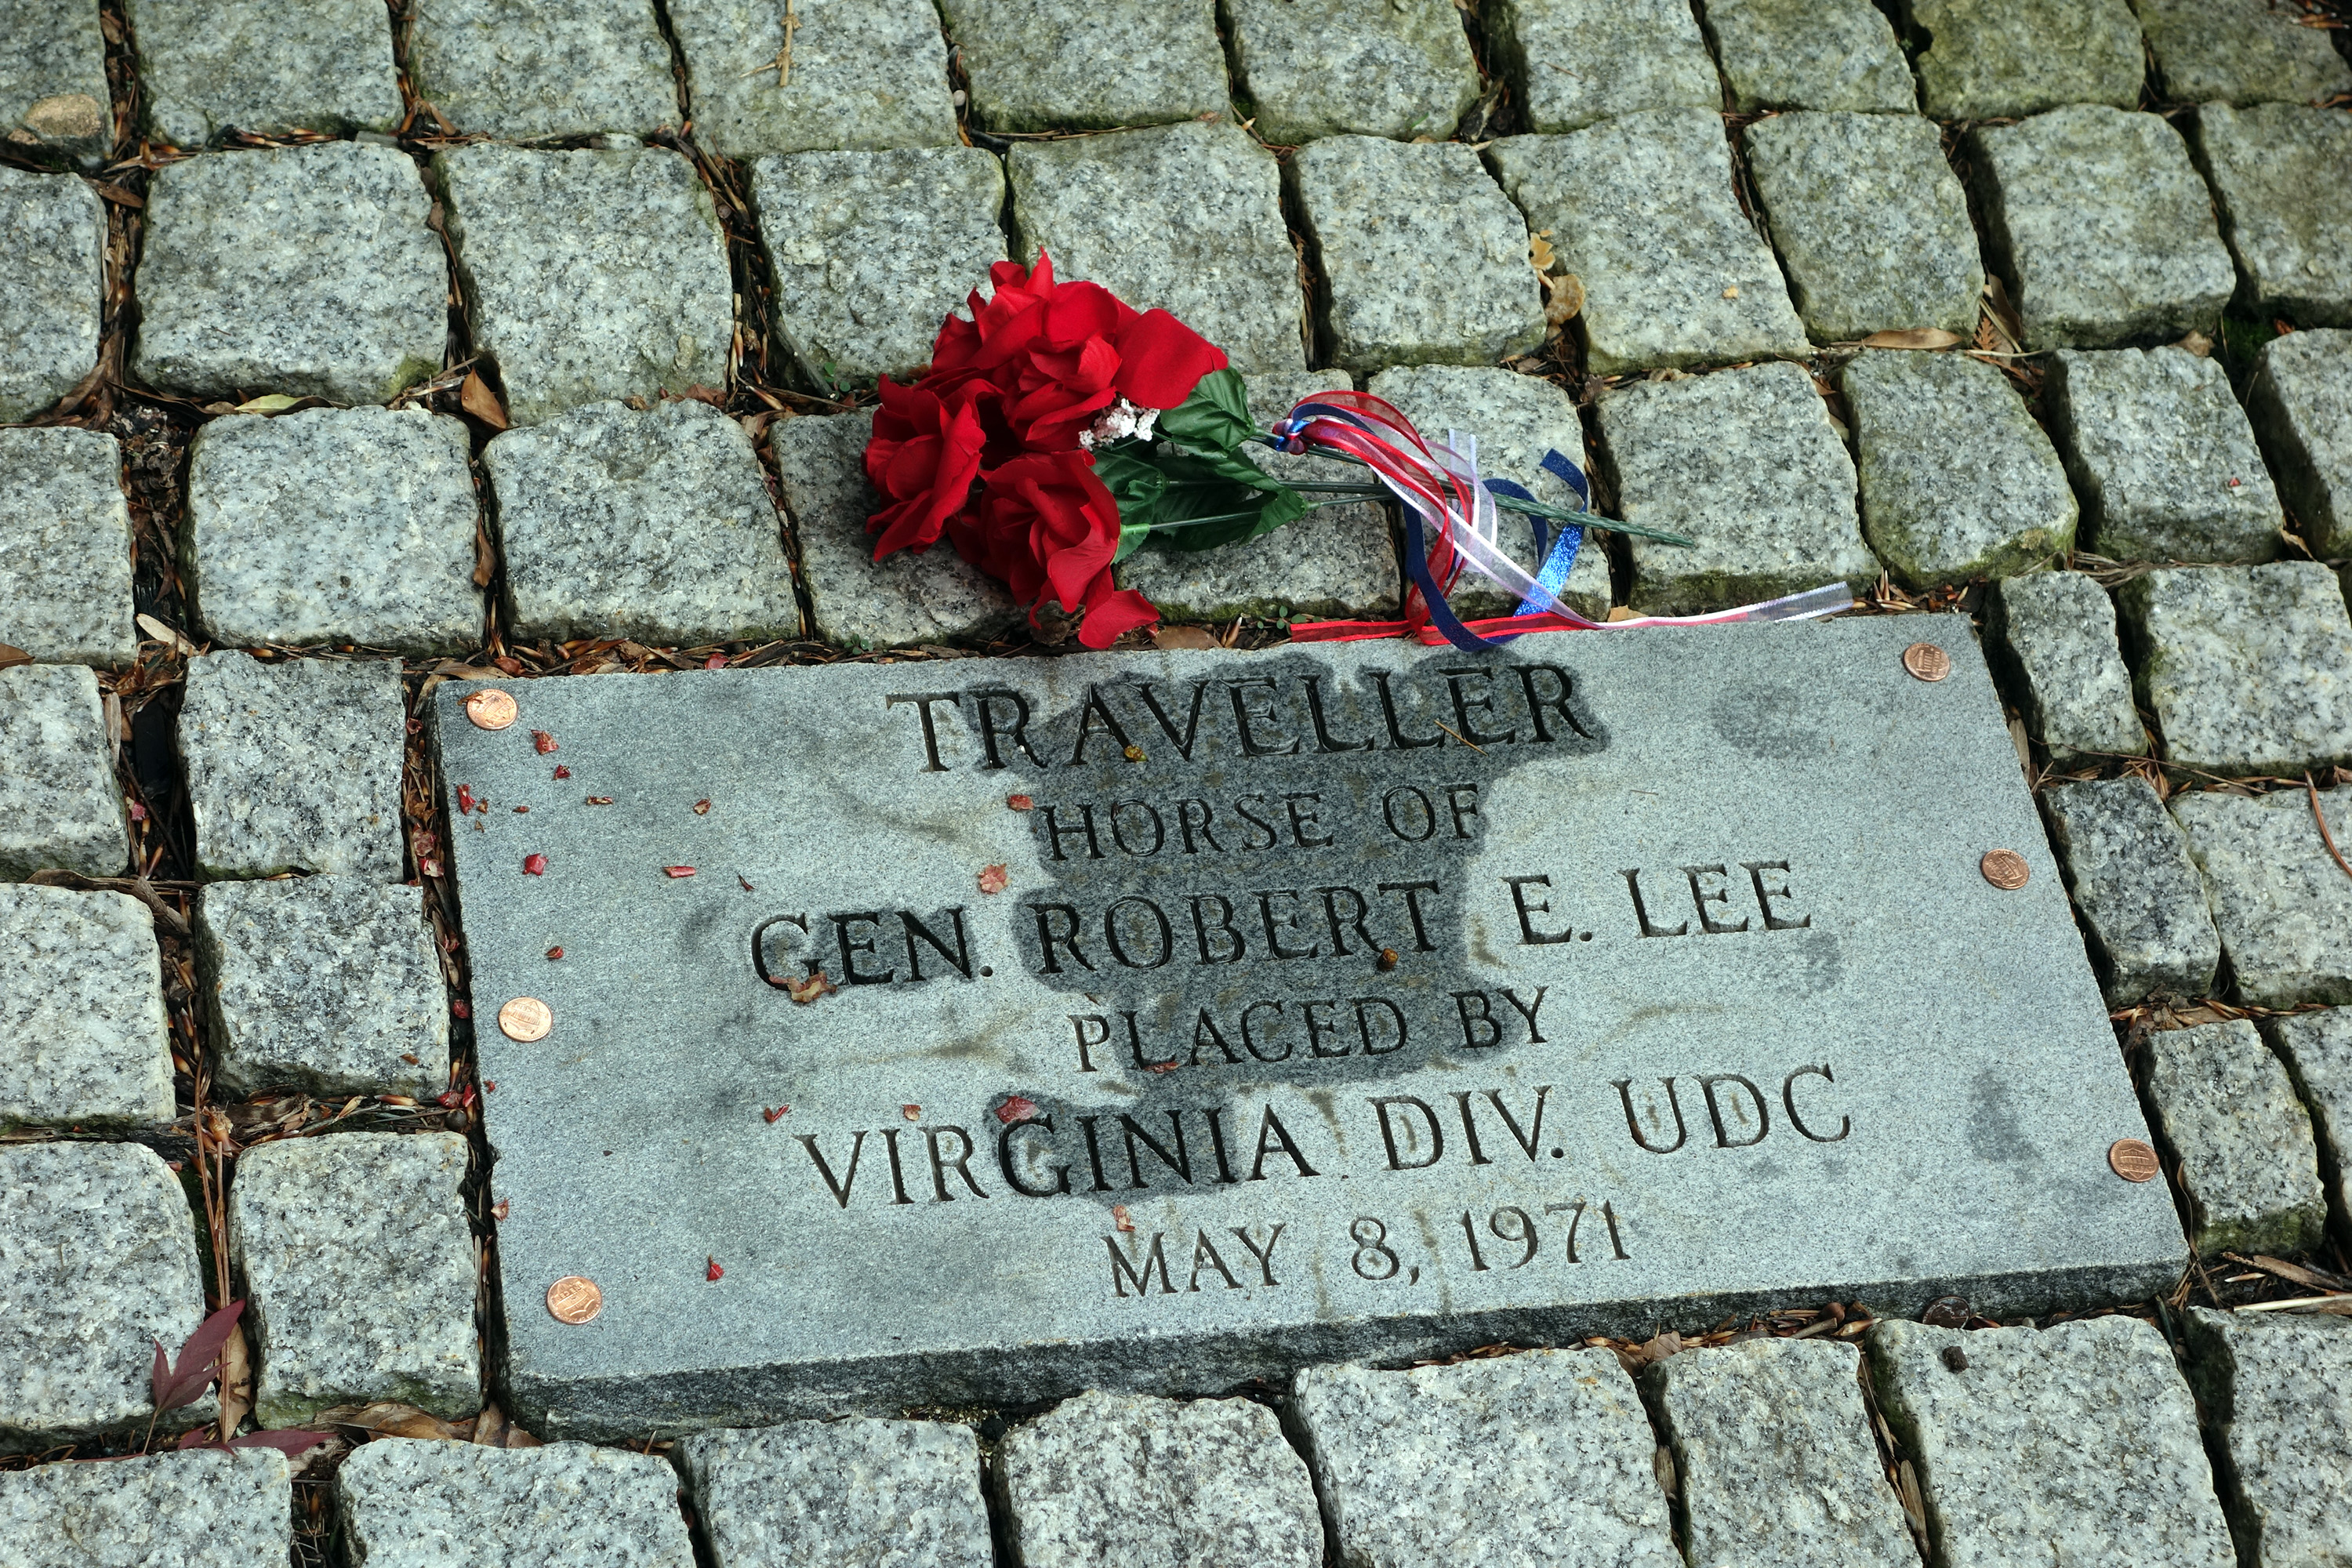 TRAVELLER
HORSE OF
GEN. ROBERT E. LEE
PLACED BY
VIRGINIA DIV. UDC
MAY 8, 1971